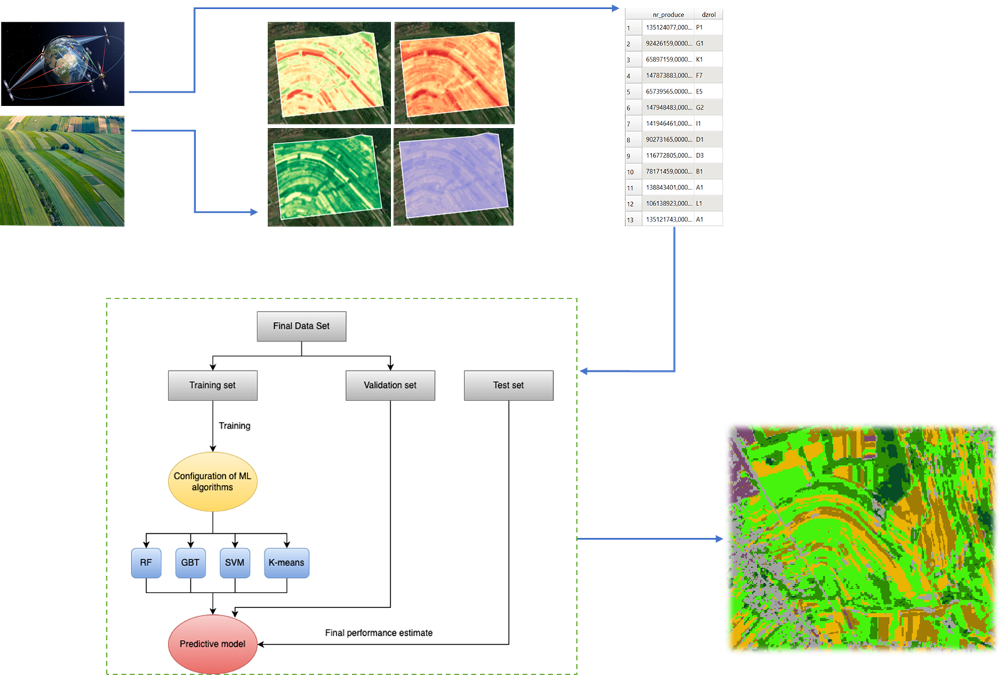 nr_produce dzrol
1 135124077,000... P1
2 92426159,0000... G1
3 65897159,0000... K1
4 147873883,000... F7
5 65739565,0000... E5
6 147948483,000... G2
7 141946461,000... I1
8 90273165,0000... D1
9 116772805,000... D3
10 78171459,0000... B1
11 138843401,000... A1
12 106138923,000... L1
13 135121743,000... A1
Final Data Set
Training set
Validation set
Test set
Training
Configuration of ML
algorithms
RF
GBT
SVM
K-means
Final performance estimate
Predictive model